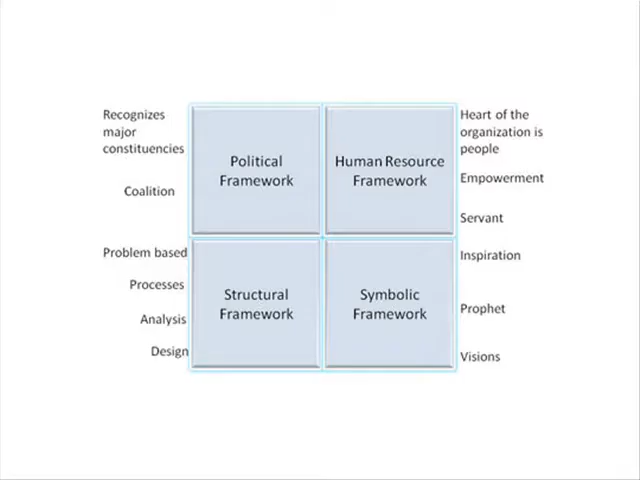 Recognizes
major
constituencies
Coalition
Political
Framework
Human Resource
Framework
Heart of the
organization is
people
Empowerment
Servant
Problem based
Processes
Analysis
Design
Structural
Framework
Symbolic
Framework
Inspiration
Prophet
Visions